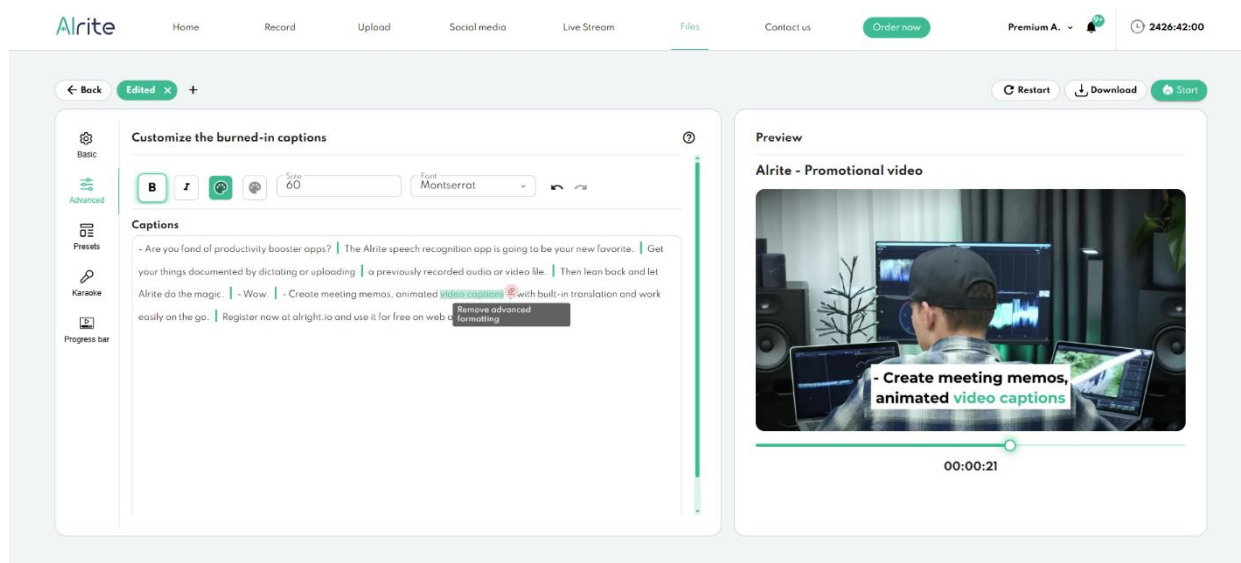 Alrite
Home
Record
Upload
Social media
Live Stream
Files
Contact us
Order now
Premium A.
9+
2426:42:00
Back
Edited
Restart
Download
Start
Basic
Advanced
Presets
Karaoke
Progress bar
Customize the burned-in captions
B
I
Size
60
Font
Montserrat
Captions
- Are you fond of productivity booster apps? | The Alrite speech recognition app is going to be your new favorite. | Get
your things documented by dictating or uploading | a previously recorded audio or video file. | Then lean back and let
Alrite do the magic. | - Wow. | - Create meeting memos, animated video captions with built-in translation and work
easily on the go. | Register now at alright.io and use it for free on web
Remove advanced
formatting
Preview
Alrite - Promotional video
- Create meeting memos,
animated video captions
00:00:21